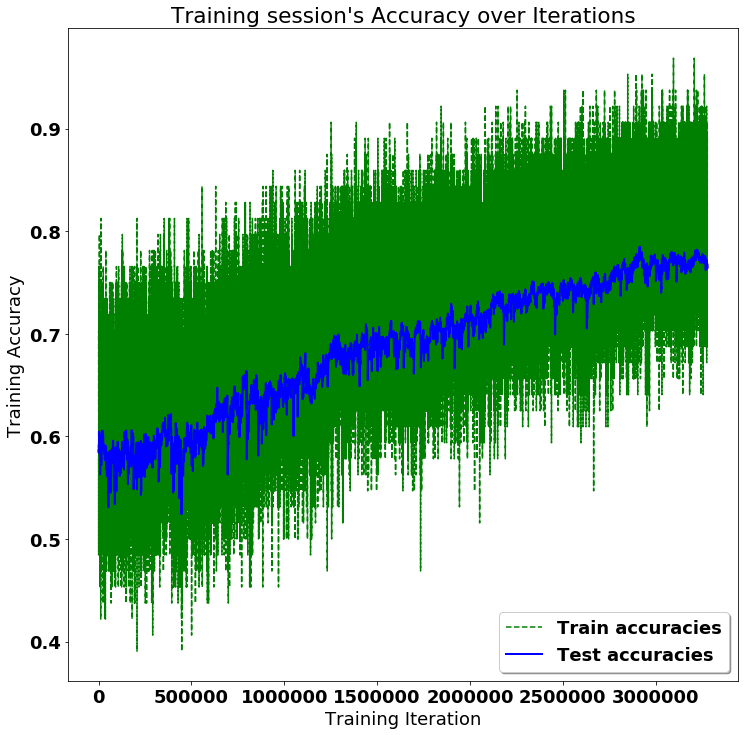 Training session's Accuracy over Iterations
Training Accuracy
0.9
0.8
0.7
0.6
0.5
0.4
Train accuracies
Test accuracies
0 500000 1000000 1500000 2000000 2500000 3000000
Training Iteration